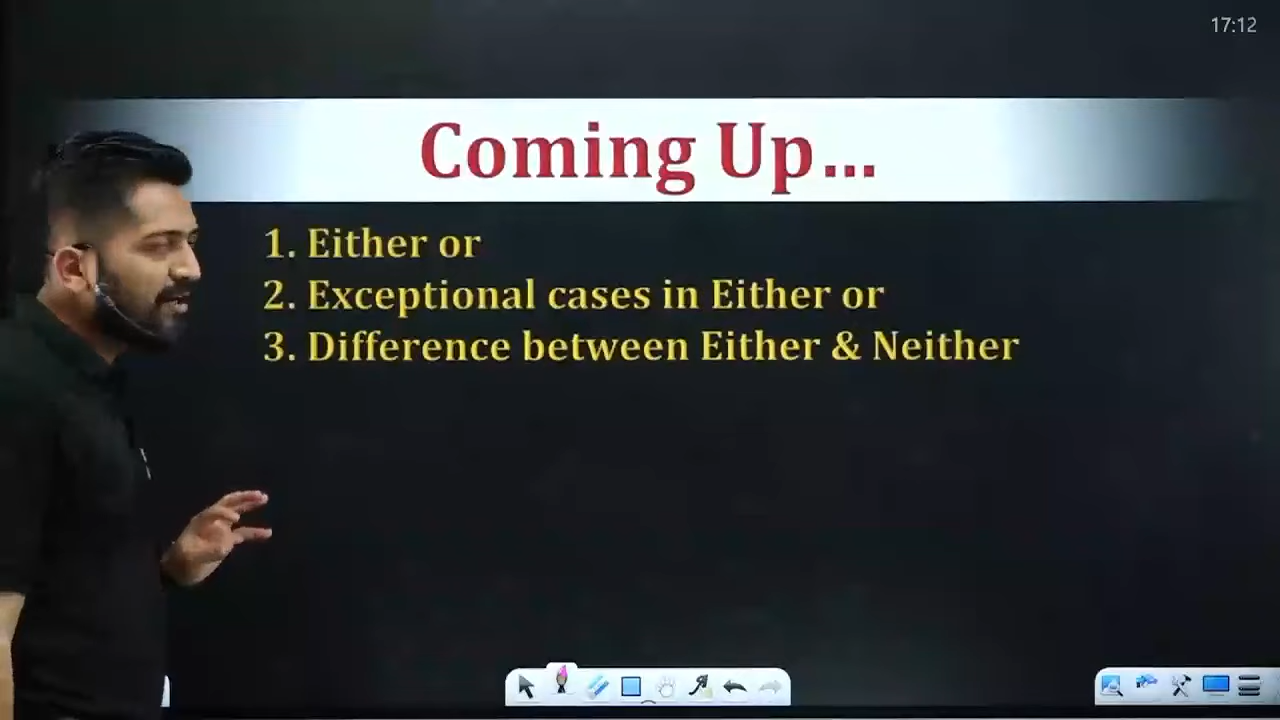 17:12
Coming Up...
1. Either or
2. Exceptional cases in Either or
3. Difference between Either & Neither